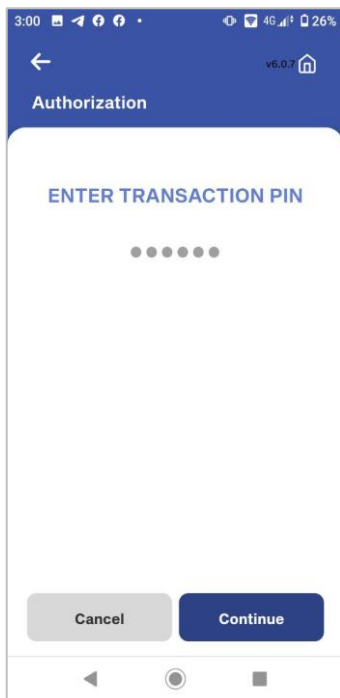 3:00 4G 26%
v6.0.7
Authorization
ENTER TRANSACTION PIN
Cancel Continue